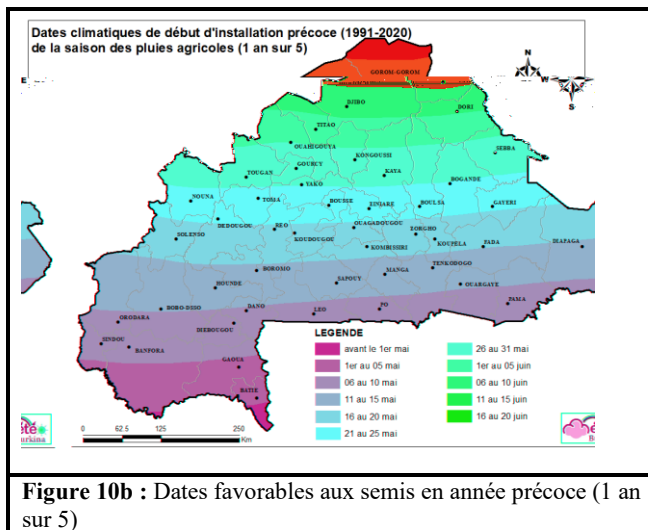 Dates climatiques de début d'installation précoce (1991-2020)
de la saison des pluies agricoles (1 an sur 5)
N
W
S
GOROM-GOROM
DJIBO
DORI
TITAO
OUAHIGOUYA
SEBBA
KONGOUSSI
GOURCY
KAYA
TOUGAN
YAKO
BOGANDE
NOUNA
TOMA
BOUSSE
ZINIARE
BOULSA
GAYERI
DEDOUGOU
REO
OUAGADOUGOU
ZORGHO
SOLENSO
KOUDOUGOU
KOMBISSIRI
KOUPELA
FADA
DIAPAGA
BOROMO
TENKODOGO
HOUNDE
SAPOUY
MANGA
OUARGAYE
BOBO-DSSO
DANO
LEO
PO
PAMA
ORODARA
DIEBOUGOU
SINDOU
BANFORA
GAOUA
BATIE
LEGENDE
avant le 1er mai
1er au 05 mai
06 au 10 mai
11 au 15 mai
16 au 20 mai
21 au 25 mai
26 au 31 mai
1er au 05 juin
06 au 10 juin
11 au 15 juin
16 au 20 juin
0 62.5 125 250
Km
été
urkina
Figure 10b : Dates favorables aux semis en année précoce (1 an
sur 5)